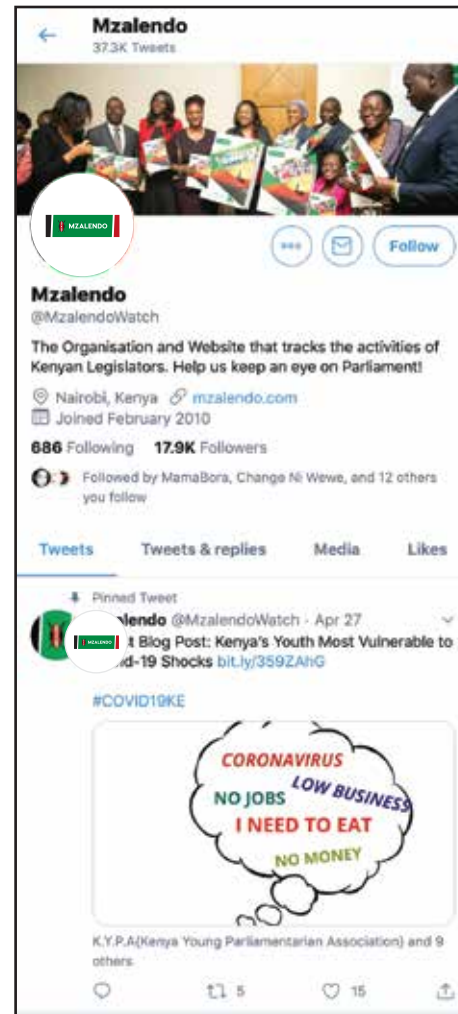 Mzalendo
37.3K Tweets
MZALENDO
Follow
Mzalendo
@MzalendoWatch
The Organisation and Website that tracks the activities of
Kenyan Legislators. Help us keep an eye on Parliament!
Nairobi, Kenya mzalendo.com
Joined February 2010
686 Following 17.9K Followers
Followed by MamaBora, Change Ni Wewe, and 12 others
you follow
Tweets Tweets & replies Media Likes
Pinned Tweet
alendo @MzalendoWatch · Apr 27
MZALENDO
t Blog Post: Kenya's Youth Most Vulnerable to
id-19 Shocks bit.ly/359ZAhG
#COVID19KE
CORONAVIRUS
LOW BUSINESS
NO JOBS
I NEED TO EAT
NO MONEY
K.Y.P.A(Kenya Young Parliamentarian Association) and 9
others
5 15